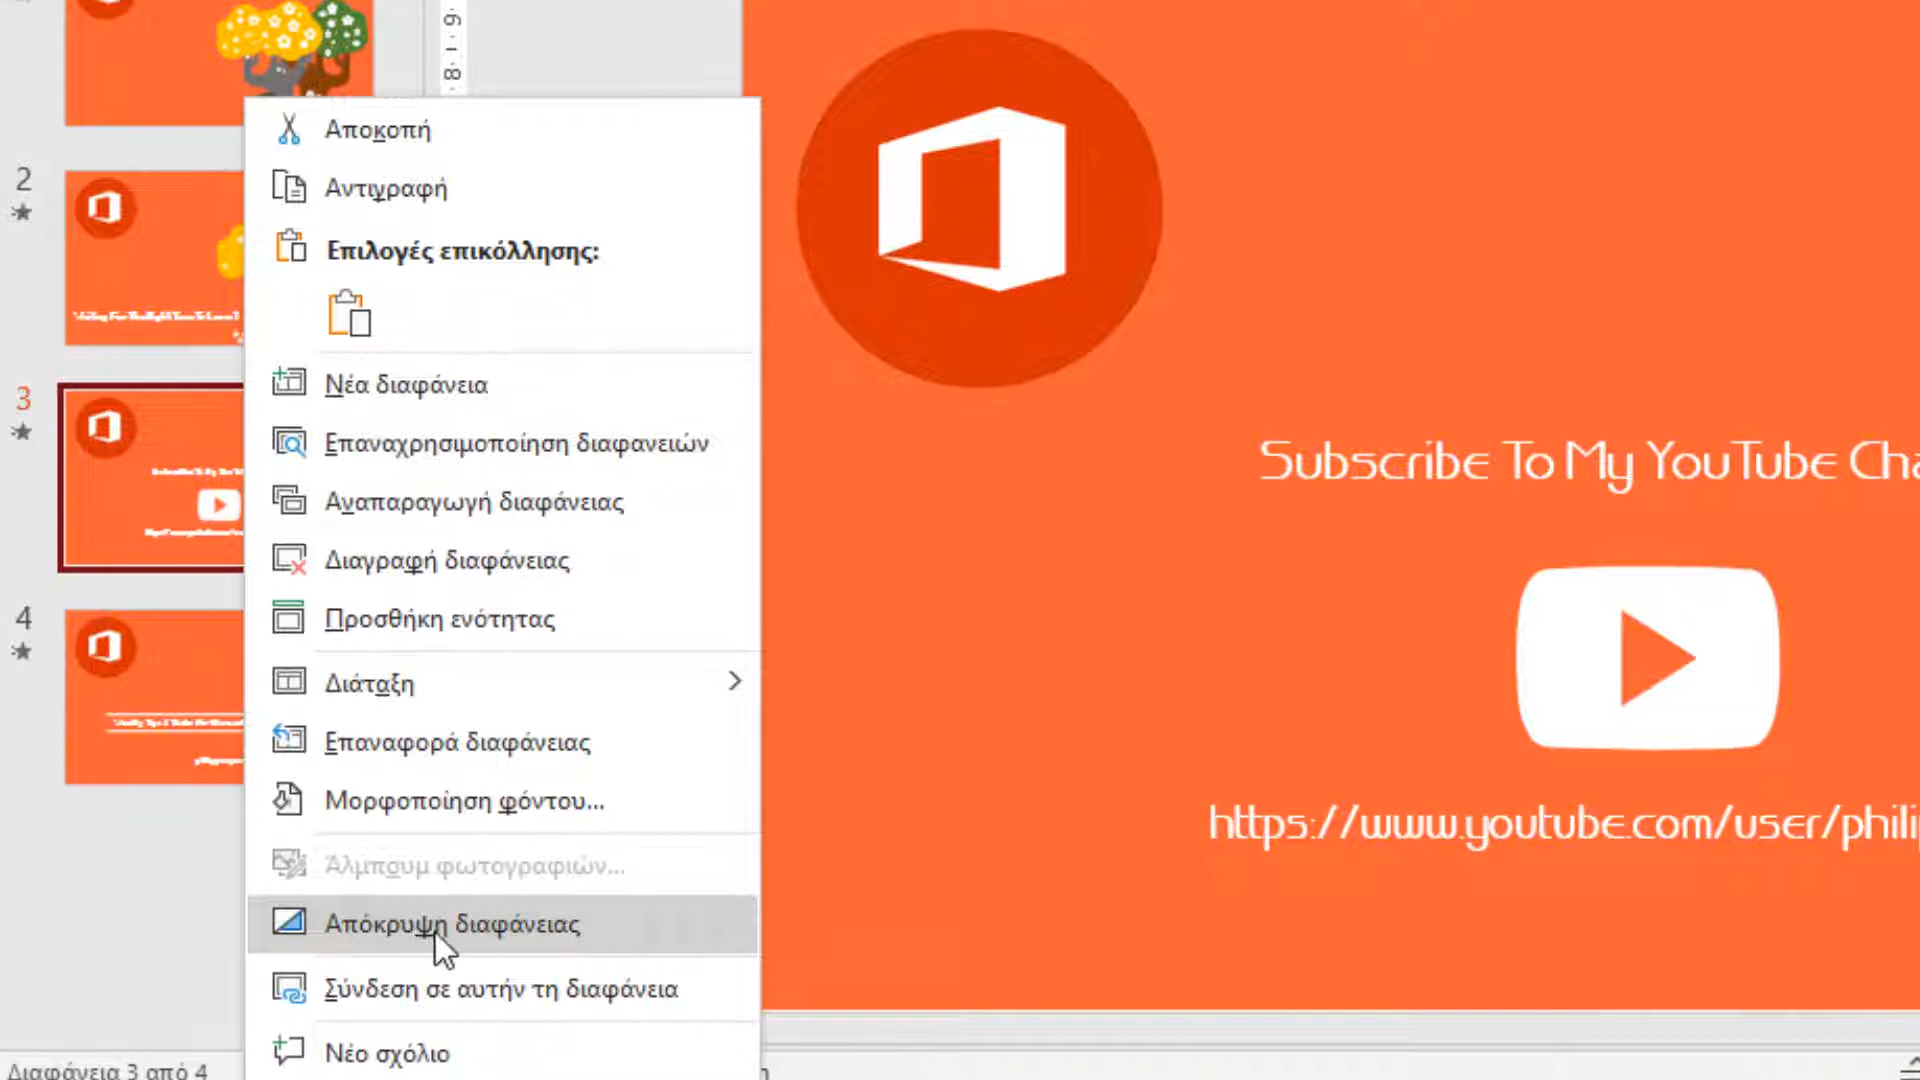 9 · ı · 8 ·
Αποκοπή
Αντιγραφή
Επιλογές επικόλλησης:
Νέα διαφάνεια
Επαναχρησιμοποίηση διαφανειών
Αναπαραγωγή διαφάνειας
Διαγραφή διαφάνειας
Προσθήκη ενότητας
Διάταξη
Επαναφορά διαφάνειας
Μορφοποίηση φόντου...
Άλμπουμ φωτογραφιών...
Απόκρυψη διαφάνειας
Σύνδεση σε αυτήν τη διαφάνεια
Νέο σχόλιο
2
3
4
Subscribe To My YouTube Cha
https://www.youtube.com/user/phili
Διαφάνεια 3 από 4